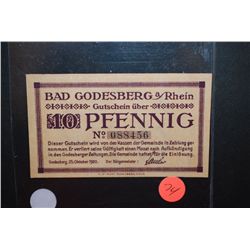 BAD GODESBERG a/Rhein
Gutschein über
10 PFENNIG
No 088456
Dieser Gutschein wird von den Kassen der Gemeinde in Zahlung ge-
nommen. Er verliert seine Gültigkeit einen Monat nach Aufkündigung
in den Godesberger Zeitungen. Die Gemeinde haftet für die Einlösung.
Godesberg, 25. Oktober 1920. Der Bürgermeister:
74